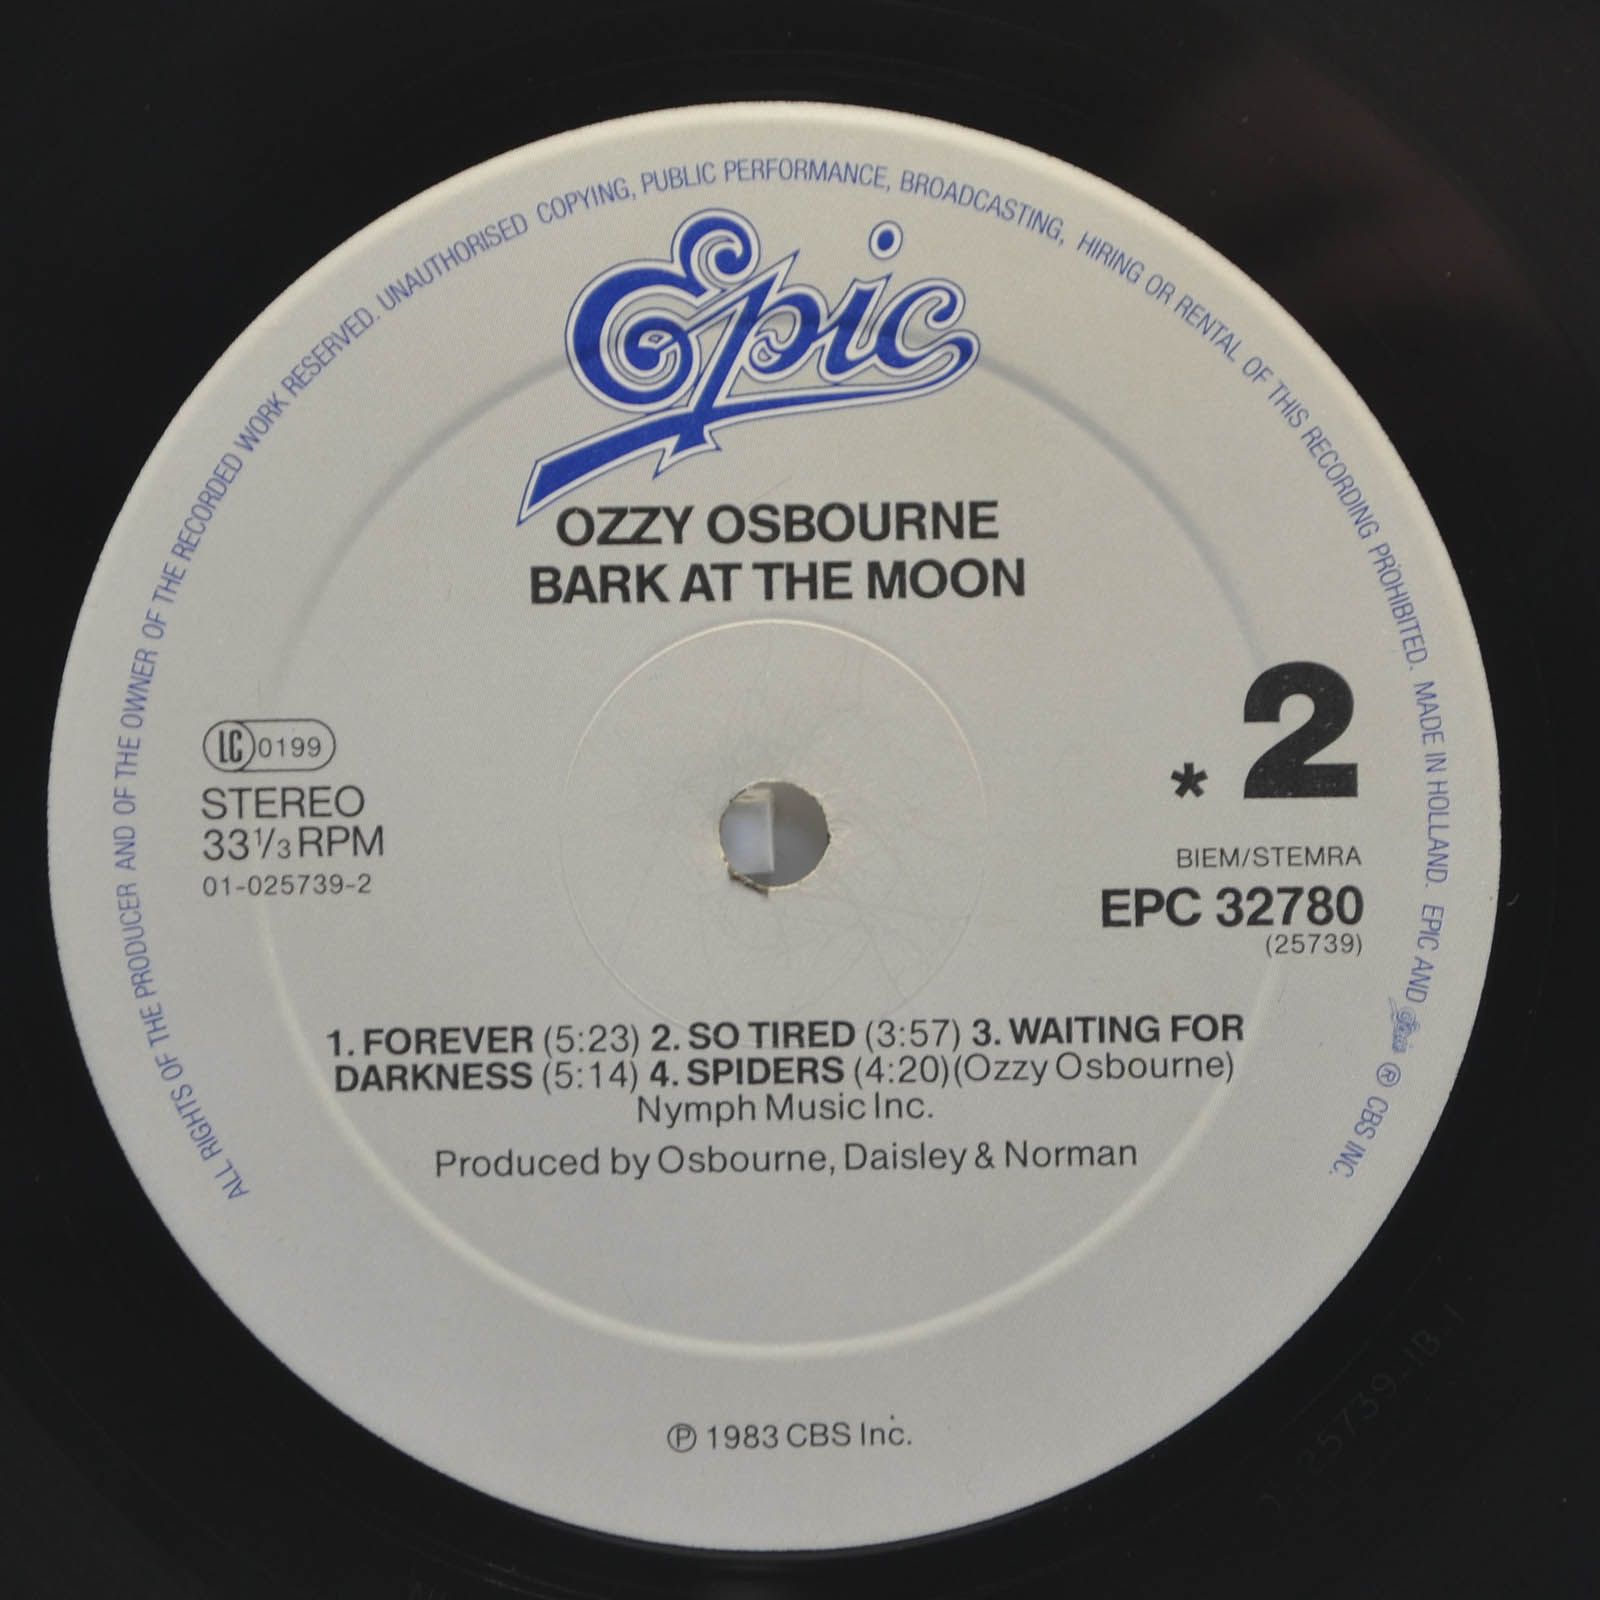 ALL RIGHTS OF THE PRODUCER AND OF THE OWNER OF THE RECORDED WORK RESERVED. UNAUTHORISED COPYING, PUBLIC PERFORMANCE, BROADCASTING, HIRING OR RENTAL OF THIS RECORDING PROHIBITED. MADE IN HOLLAND. EPIC AND Epic ® CBS INC.
Epic
OZZY OSBOURNE
BARK AT THE MOON
LC 0199
STEREO
33 1/3 RPM
01-025739-2
* 2
BIEM/STEMRA
EPC 32780
(25739)
1. FOREVER (5:23) 2. SO TIRED (3:57) 3. WAITING FOR
DARKNESS (5:14) 4. SPIDERS (4:20) (Ozzy Osbourne)
Nymph Music Inc.
Produced by Osbourne, Daisley & Norman
℗ 1983 CBS Inc.
25739-1B-1